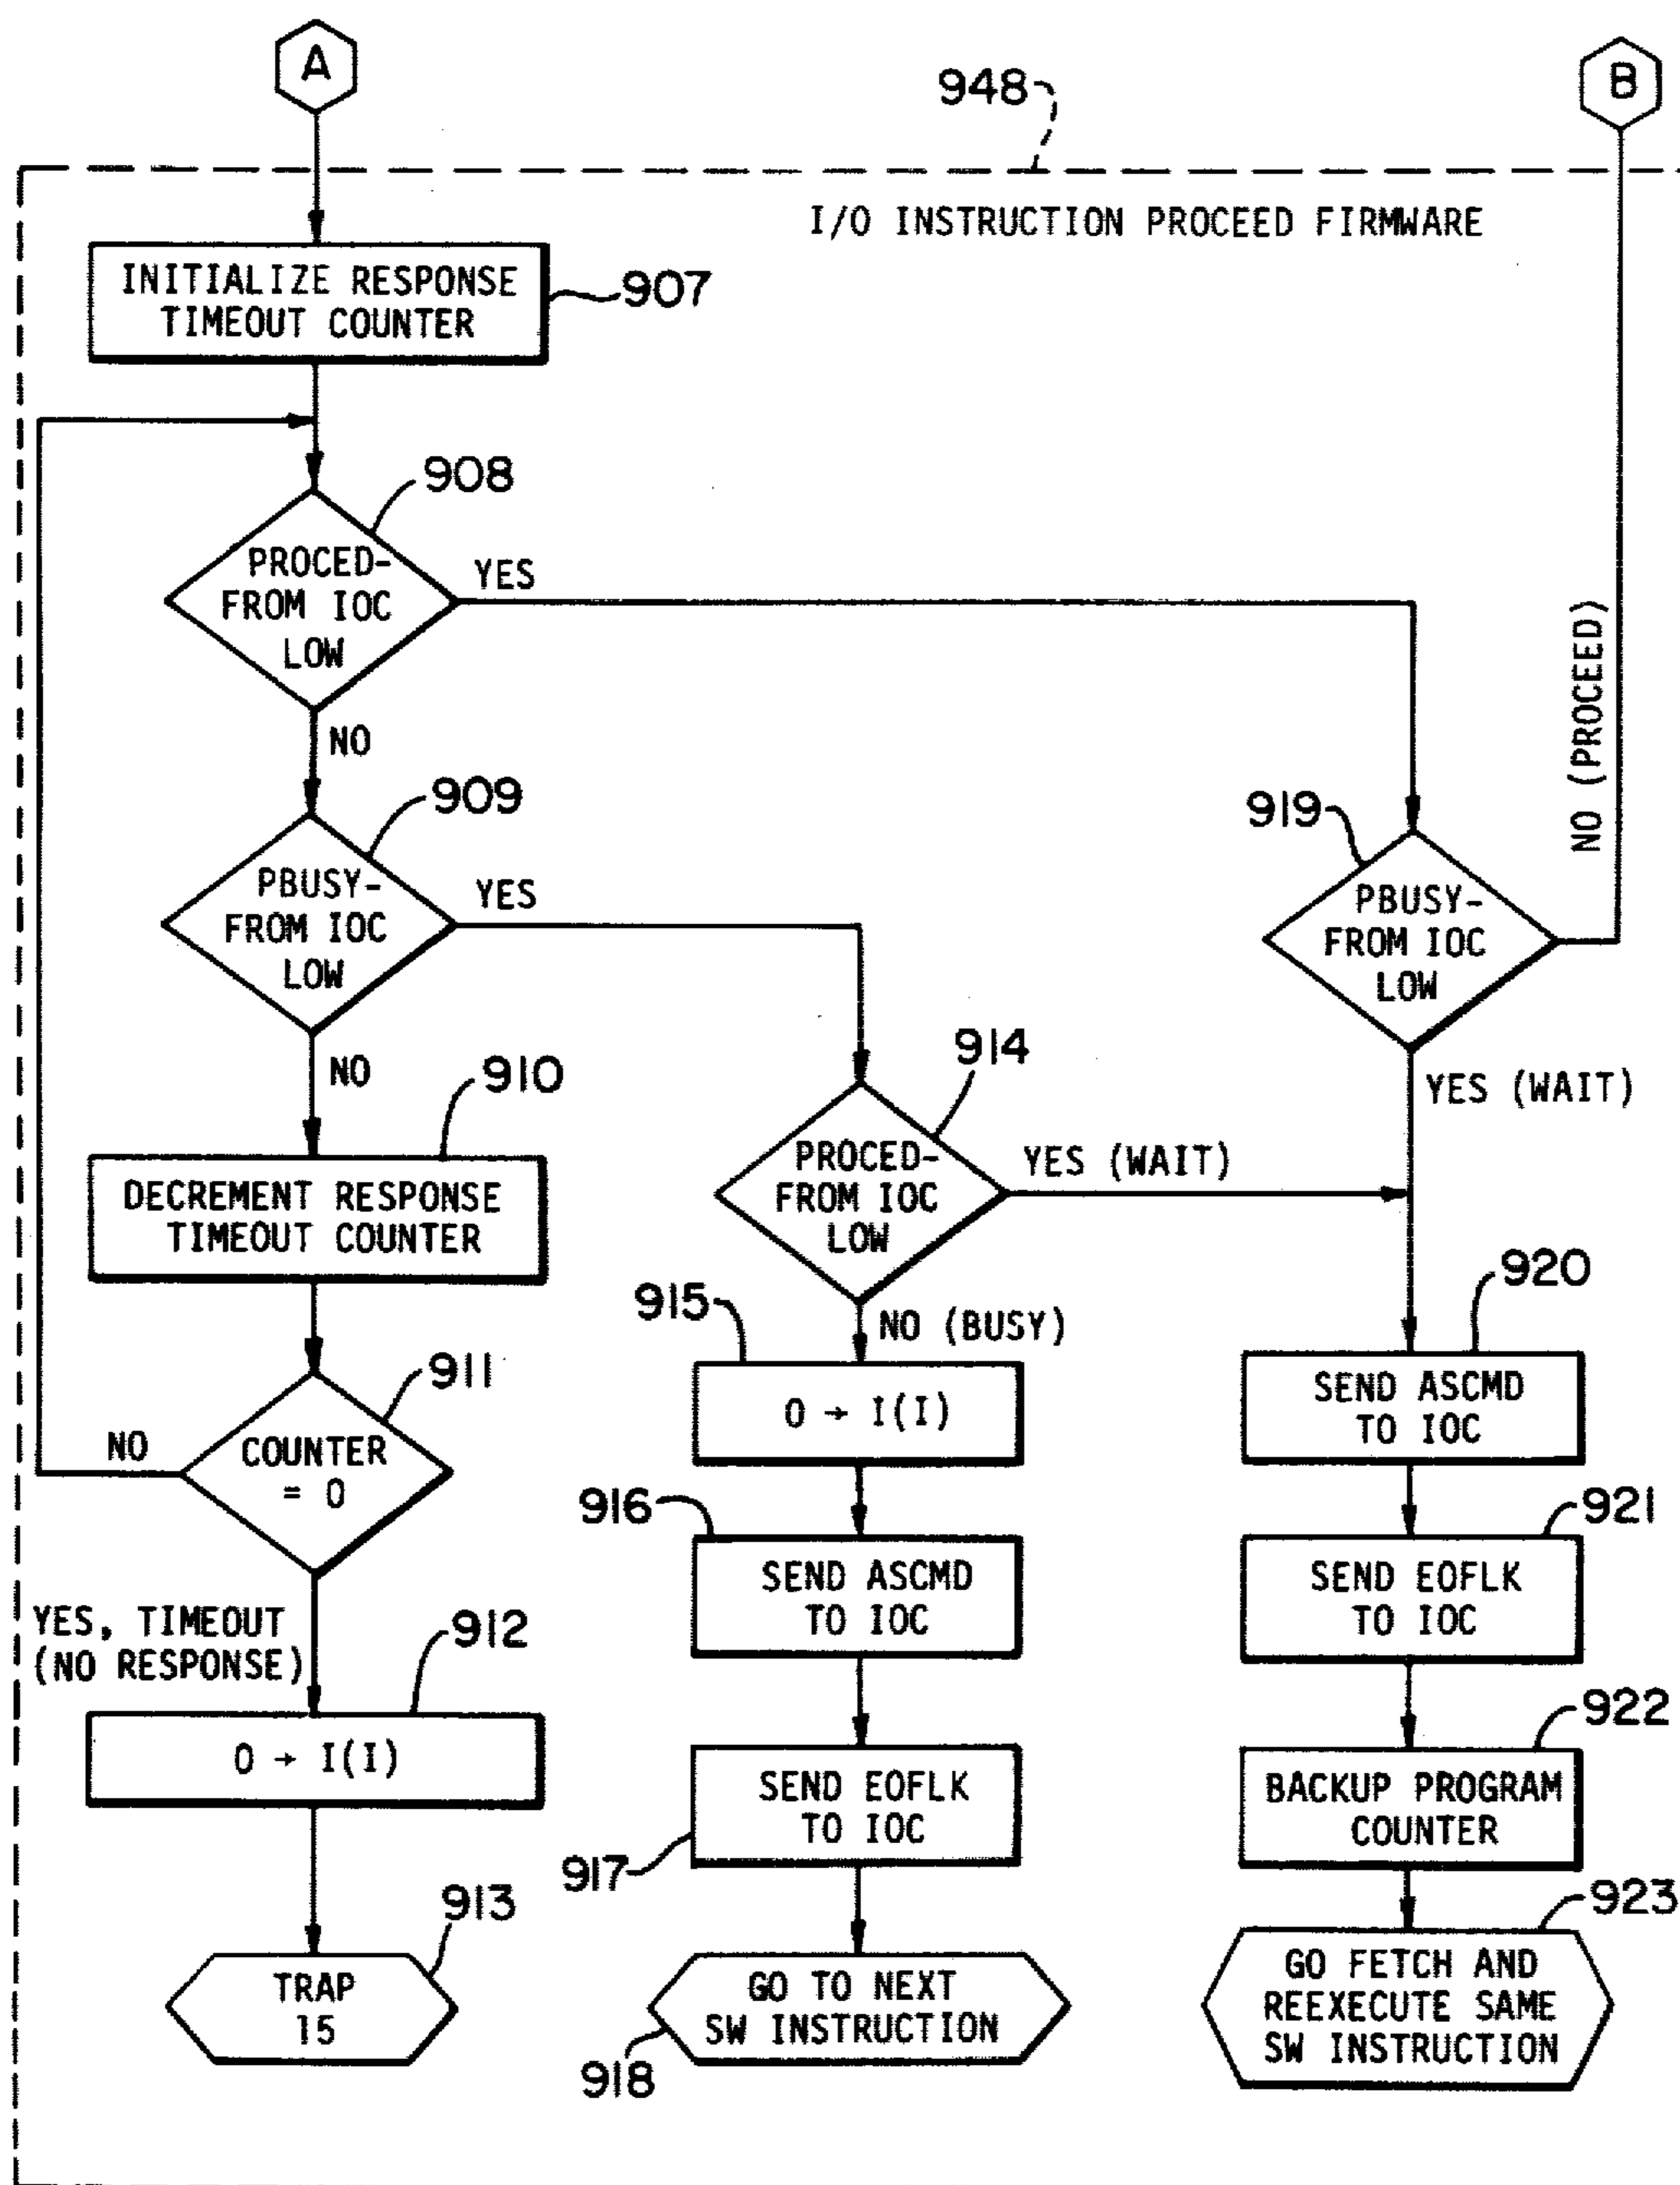 A
948
B
I/O INSTRUCTION PROCEED FIRMWARE
INITIALIZE RESPONSE
TIMEOUT COUNTER
907
908
PROCED-
FROM IOC
LOW
YES
NO
909
PBUSY-
FROM IOC
LOW
YES
NO
919
PBUSY-
FROM IOC
LOW
NO (PROCEED)
YES (WAIT)
910
DECREMENT RESPONSE
TIMEOUT COUNTER
914
PROCED-
FROM IOC
LOW
YES (WAIT)
NO (BUSY)
911
COUNTER
= 0
NO
YES, TIMEOUT
(NO RESPONSE)
912
0 → I(I)
913
TRAP
15
915
0 → I(I)
916
SEND ASCMD
TO IOC
SEND EOFLK
TO IOC
917
GO TO NEXT
SW INSTRUCTION
918
920
SEND ASCMD
TO IOC
921
SEND EOFLK
TO IOC
922
BACKUP PROGRAM
COUNTER
923
GO FETCH AND
REEXECUTE SAME
SW INSTRUCTION